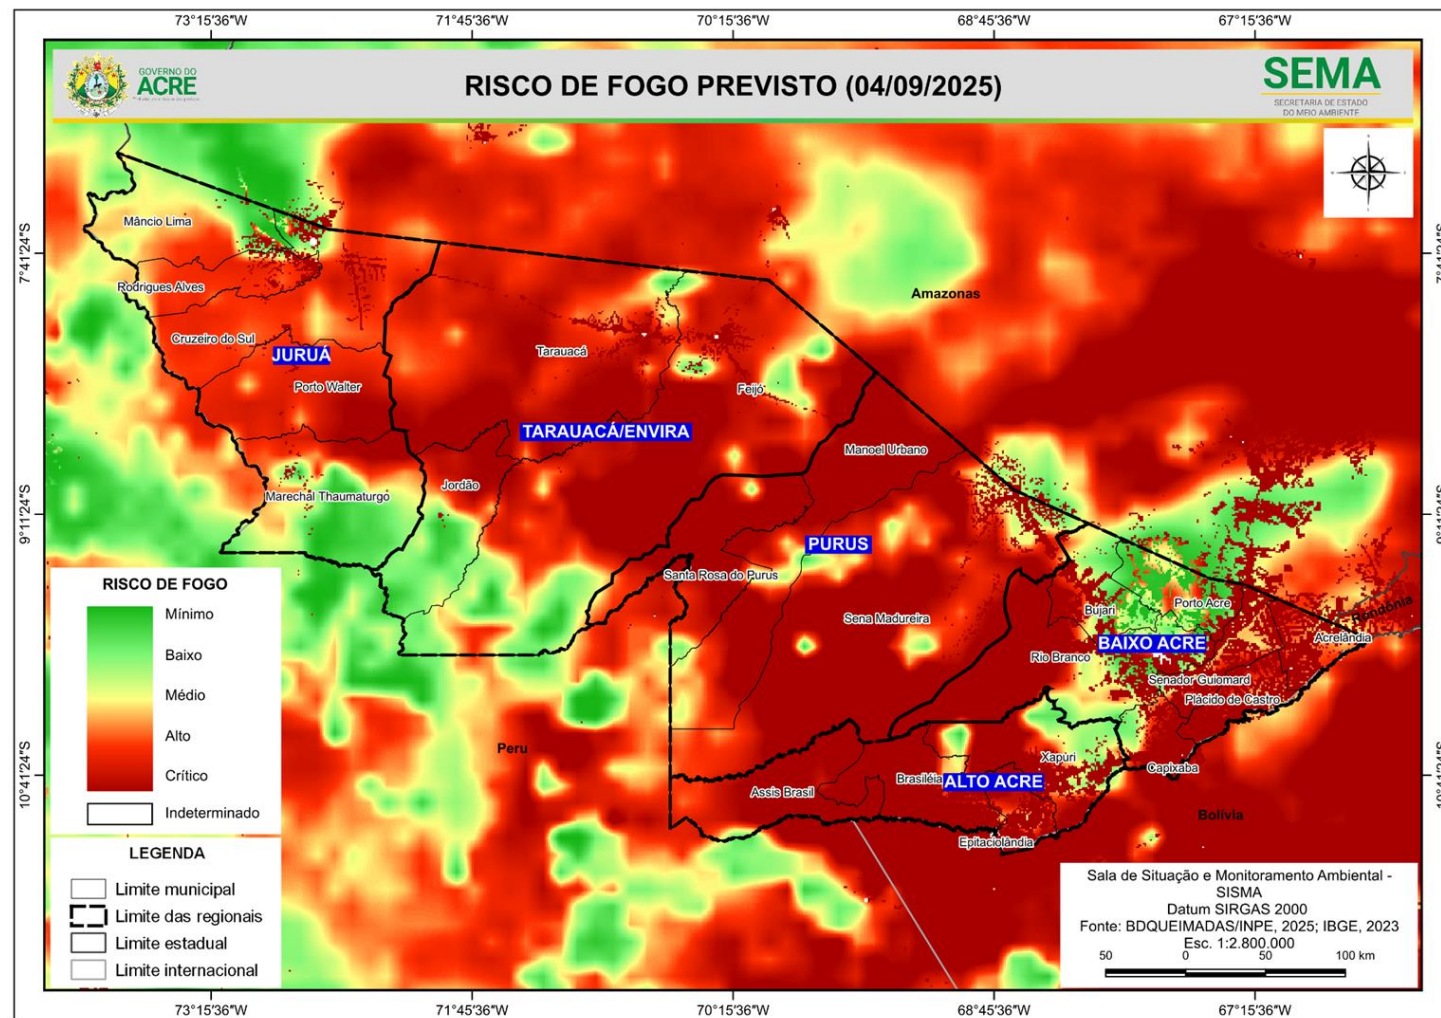 73°15'36"W
71°45'36"W
70°15'36"W
68°45'36"W
67°15'36"W
GOVERNO DO
ACRE
RISCO DE FOGO PREVISTO (04/09/2025)
SEMA
SECRETARIA DE ESTADO
DO MEIO AMBIENTE
Mâncio Lima
7°41'24"S
Rodrigues Alves
Amazonas
Cruzeiro do Sul
JURUÁ
Tarauacá
Porto Walter
Feijó
TARAUACÁ/ENVIRA
Manoel Urbano
Jordão
Marechal Thaumaturgo
9°11'24"S
PURUS
Santa Rosa do Purus
Sena Madureira
Bujari
Porto Acre
Rondônia
Acrelândia
BAIXO ACRE
Rio Branco
Senador Guiomard
Plácido de Castro
Peru
Xapuri
Capixaba
10°41'24"S
Brasiléia
ALTO ACRE
Assis Brasil
Bolívia
Epitaciolândia
RISCO DE FOGO
Mínimo
Baixo
Médio
Alto
Crítico
Indeterminado
LEGENDA
Limite municipal
Limite das regionais
Limite estadual
Limite internacional
Sala de Situação e Monitoramento Ambiental -
SISMA
Datum SIRGAS 2000
Fonte: BDQUEIMADAS/INPE, 2025; IBGE, 2023
Esc. 1:2.800.000
50 0 50 100 km
73°15'36"W
71°45'36"W
70°15'36"W
68°45'36"W
67°15'36"W